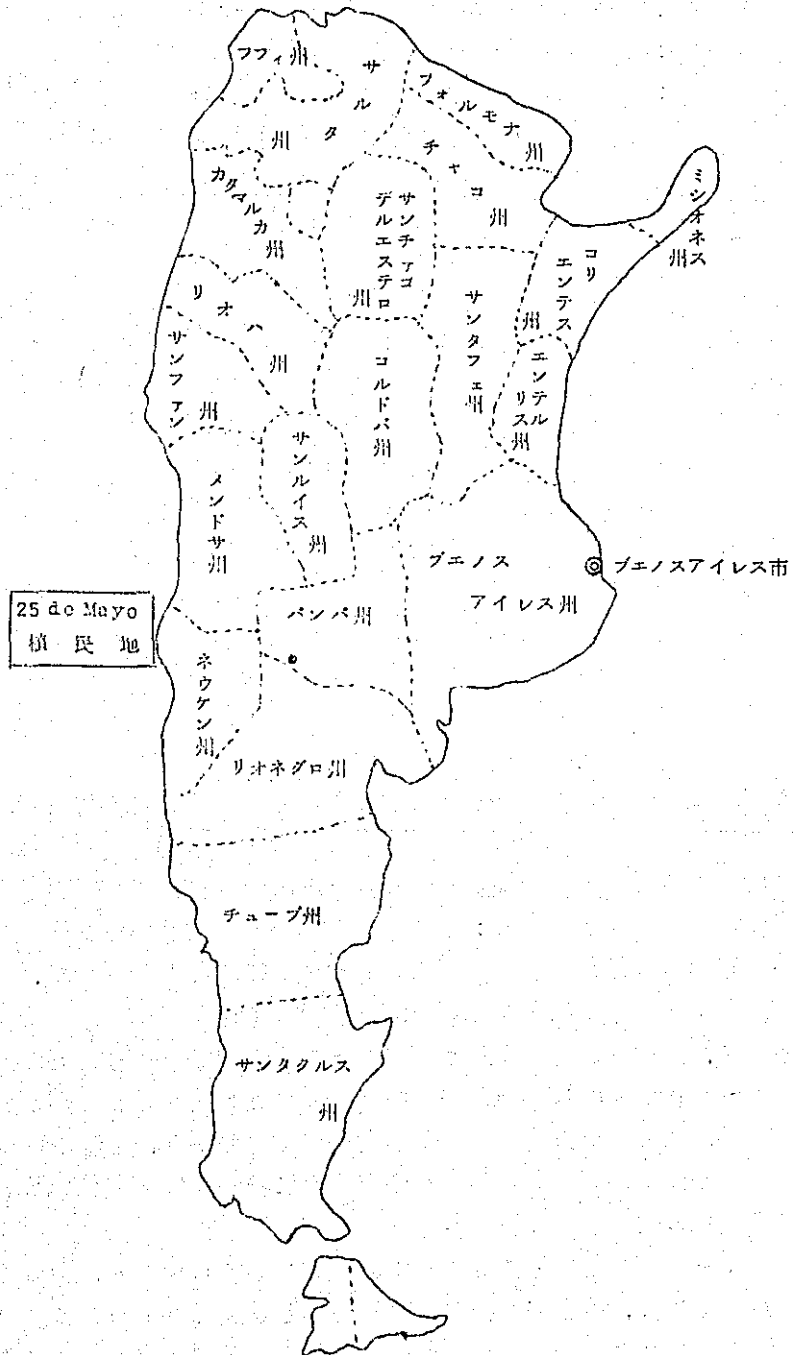 フフィ州
サルタ州
フォルモナ州
チャコ州
ミシオネス州
カタマルカ州
サンチァゴ
デルエステロ州
コリ
エンテス州
リオハ州
サンタフェ州
エンテル
リス州
サンファン州
コルドバ州
サンルイス州
メンドサ州
ブエノス
アイレス州
ブエノスアイレス市
25 de Mayo
植民地
パンパ州
ネウケン州
リオネグロ州
チューブ州
サンタクルス
州